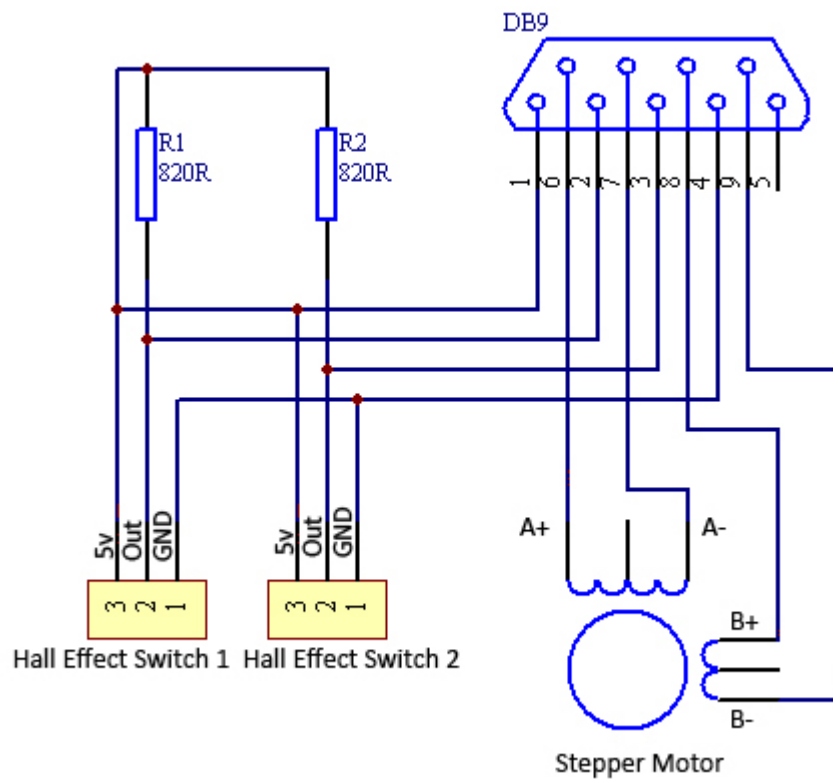 DB9
R1
820R
R2
820R
1
6
2
7
3
8
4
9
5
5v
Out
GND
5v
Out
GND
A+
A-
3
2
1
3
2
1
B+
Hall Effect Switch 1
Hall Effect Switch 2
B-
Stepper Motor